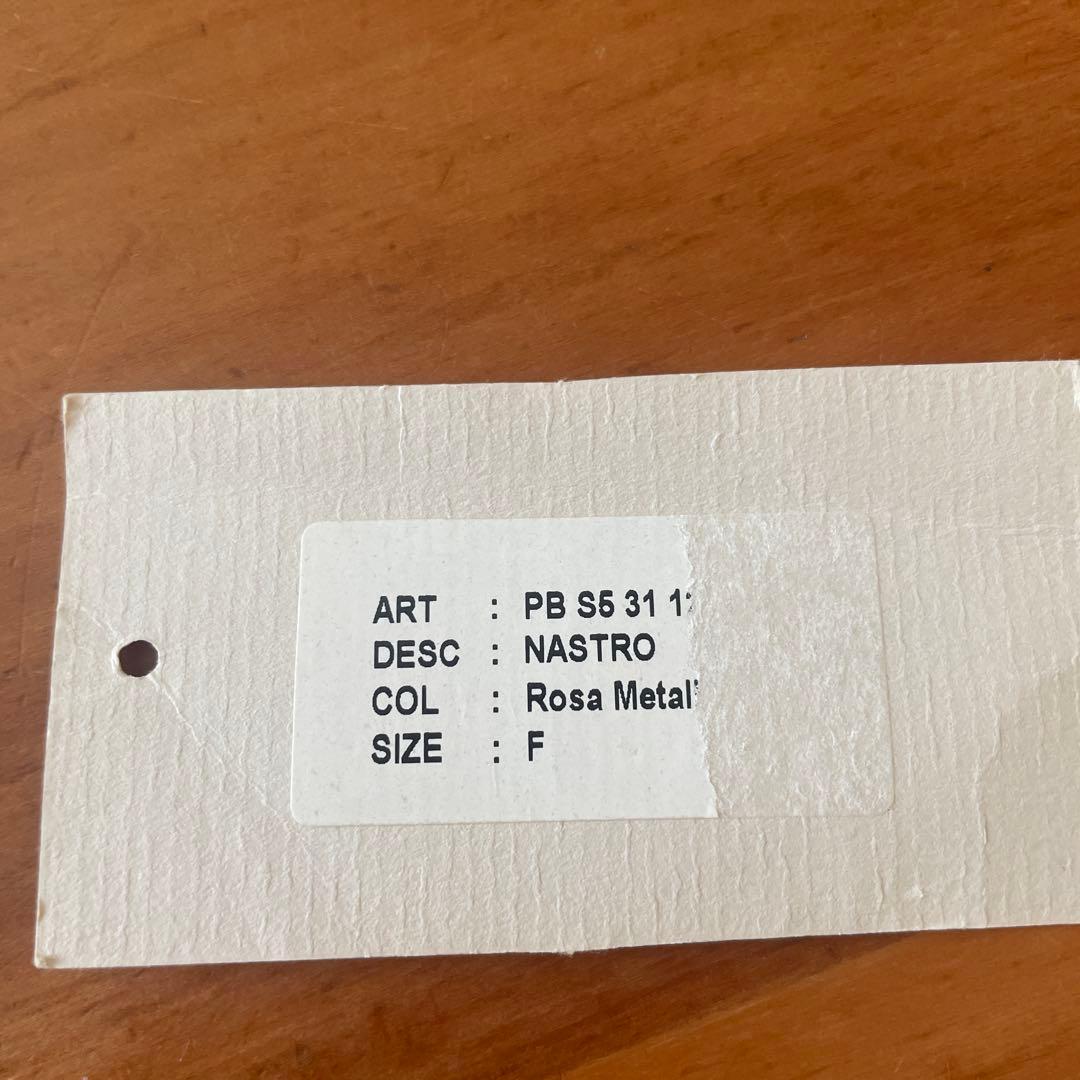 ART : PB S5 31
DESC : NASTRO
COL : Rosa
SIZE : F